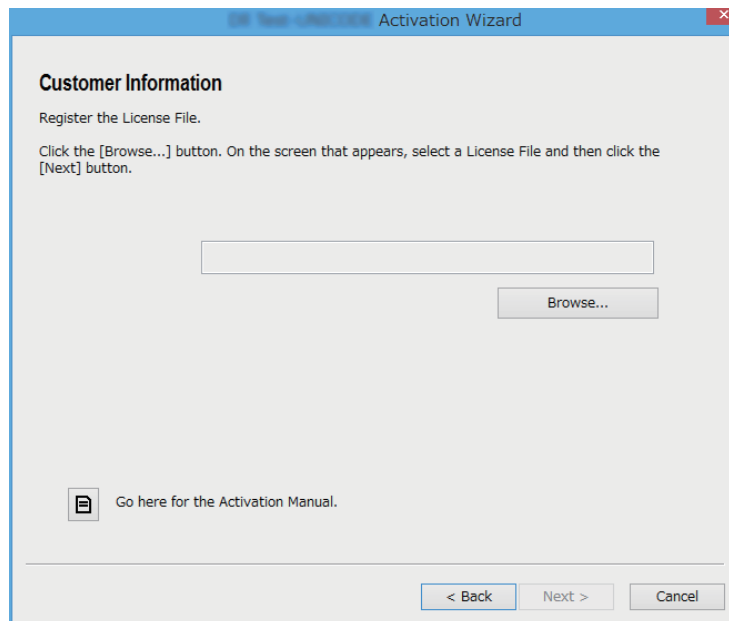 Activation Wizard
Customer Information
Register the License File.
Click the [Browse...] button. On the screen that appears, select a License File and then click the
[Next] button.
Browse...
Go here for the Activation Manual.
< Back
Next >
Cancel